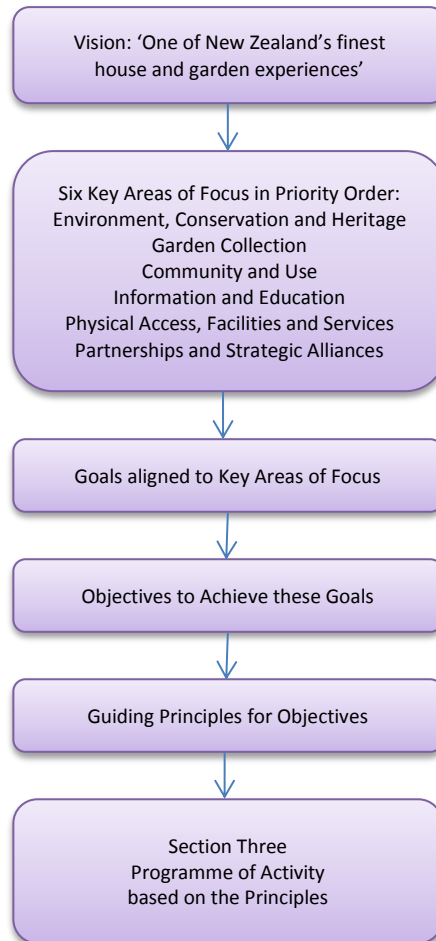 Vision: ‘One of New Zealand’s finest
house and garden experiences’
Six Key Areas of Focus in Priority Order:
Environment, Conservation and Heritage
Garden Collection
Community and Use
Information and Education
Physical Access, Facilities and Services
Partnerships and Strategic Alliances
Goals aligned to Key Areas of Focus
Objectives to Achieve these Goals
Guiding Principles for Objectives
Section Three
Programme of Activity
based on the Principles